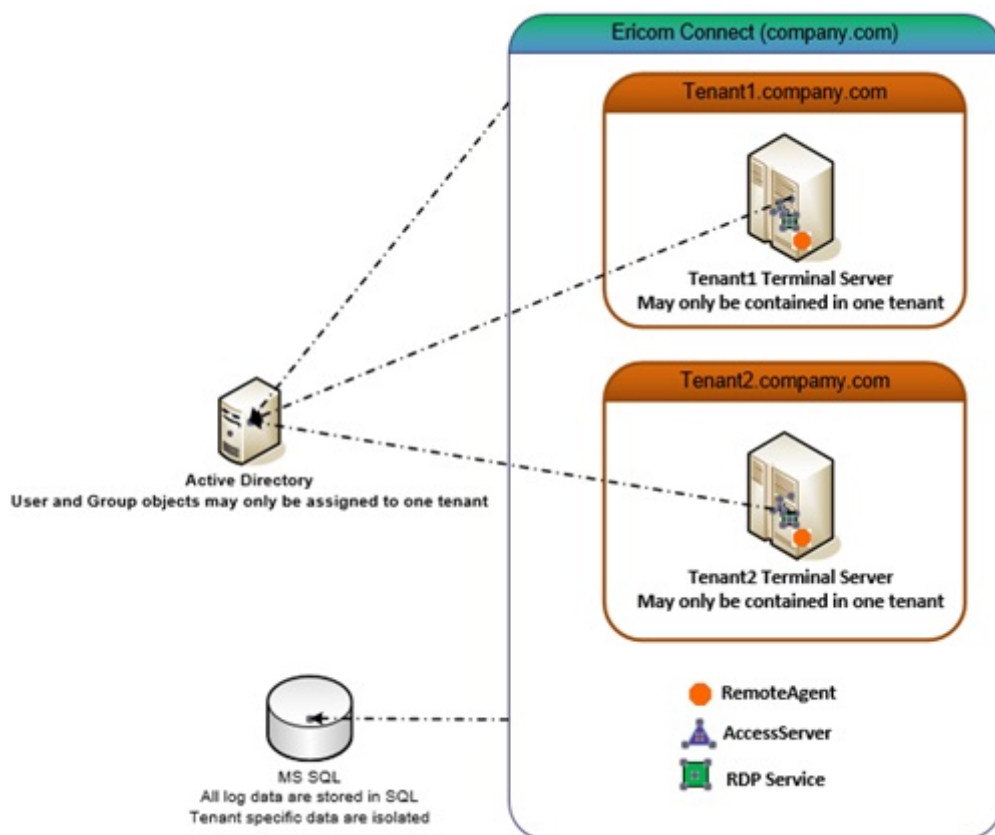 Ericom Connect (company.com)
Tenant1.company.com
Tenant1 Terminal Server
May only be contained in one tenant
Tenant2.compamy.com
Tenant2 Terminal Server
May only be contained in one tenant
Active Directory
User and Group objects may only be assigned to one tenant
MS SQL
All log data are stored in SQL
Tenant specific data are isolated
RemoteAgent
AccessServer
RDP Service